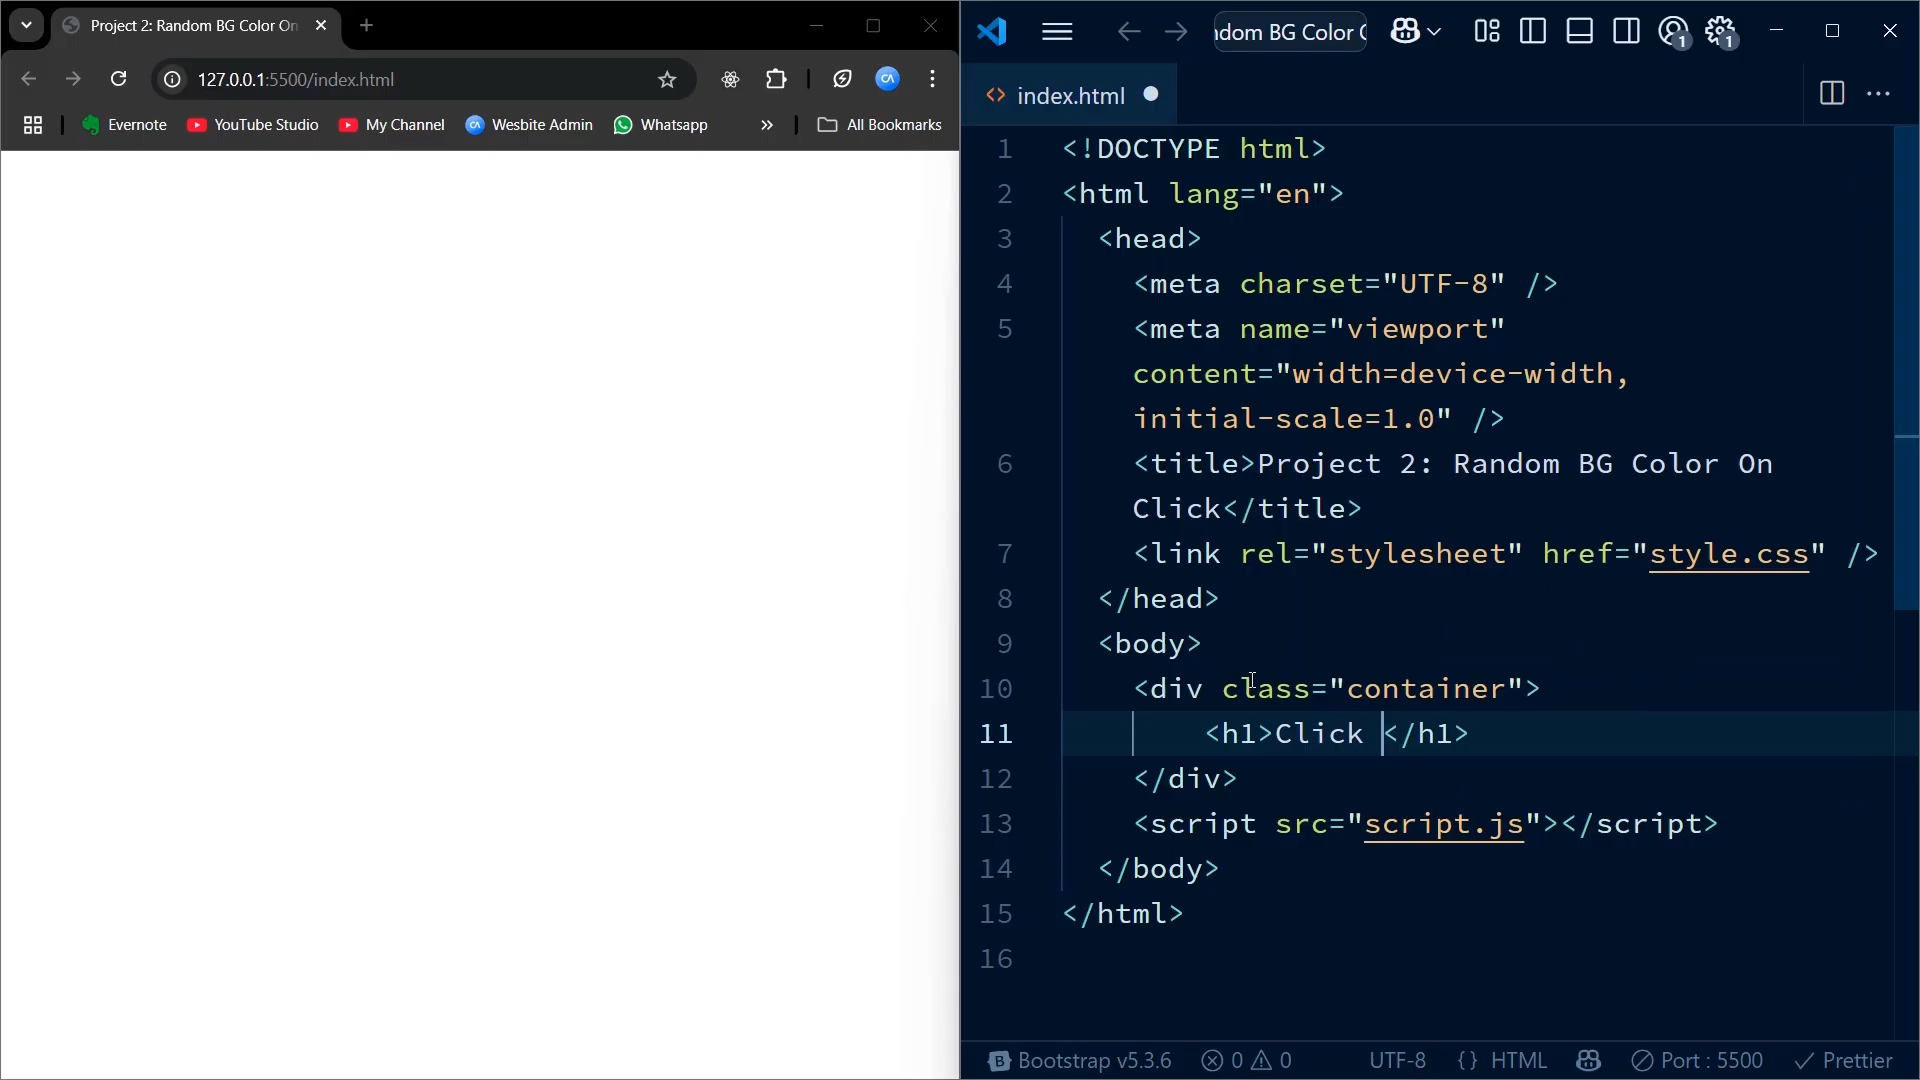 Project 2: Random BG Color On
127.0.0.1:5500/index.html
Evernote
YouTube Studio
My Channel
Wesbite Admin
Whatsapp
All Bookmarks
dom BG Color
1
1
index.html
1 <!DOCTYPE html>
2 <html lang="en">
3 <head>
4 <meta charset="UTF-8" />
5 <meta name="viewport"
content="width=device-width,
initial-scale=1.0" />
6 <title>Project 2: Random BG Color On
Click</title>
7 <link rel="stylesheet" href="style.css" />
8 </head>
9 <body>
10 <div class="container">
11 <h1>Click </h1>
12 </div>
13 <script src="script.js"></script>
14 </body>
15 </html>
16
Bootstrap v5.3.6 0 0 UTF-8 {} HTML Port : 5500 Prettier